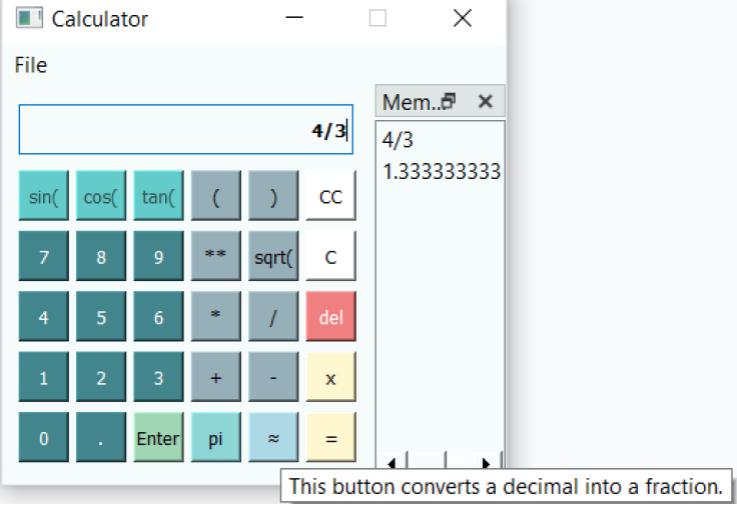 Calculator
File
Mem..
4/3
4/3
1.333333333
sin( cos( tan( ( ) CC
7 8 9 ** sqrt( C
4 5 6 * / del
1 2 3 + - x
0 . Enter pi ≈ =
This button converts a decimal into a fraction.